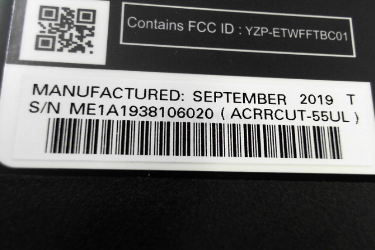 Contains FCC ID : YZP-ETWFFTBC01
MANUFACTURED: SEPTEMBER 2019 T
S/N ME1A1938106020 ( ACRRCUT-55UL )